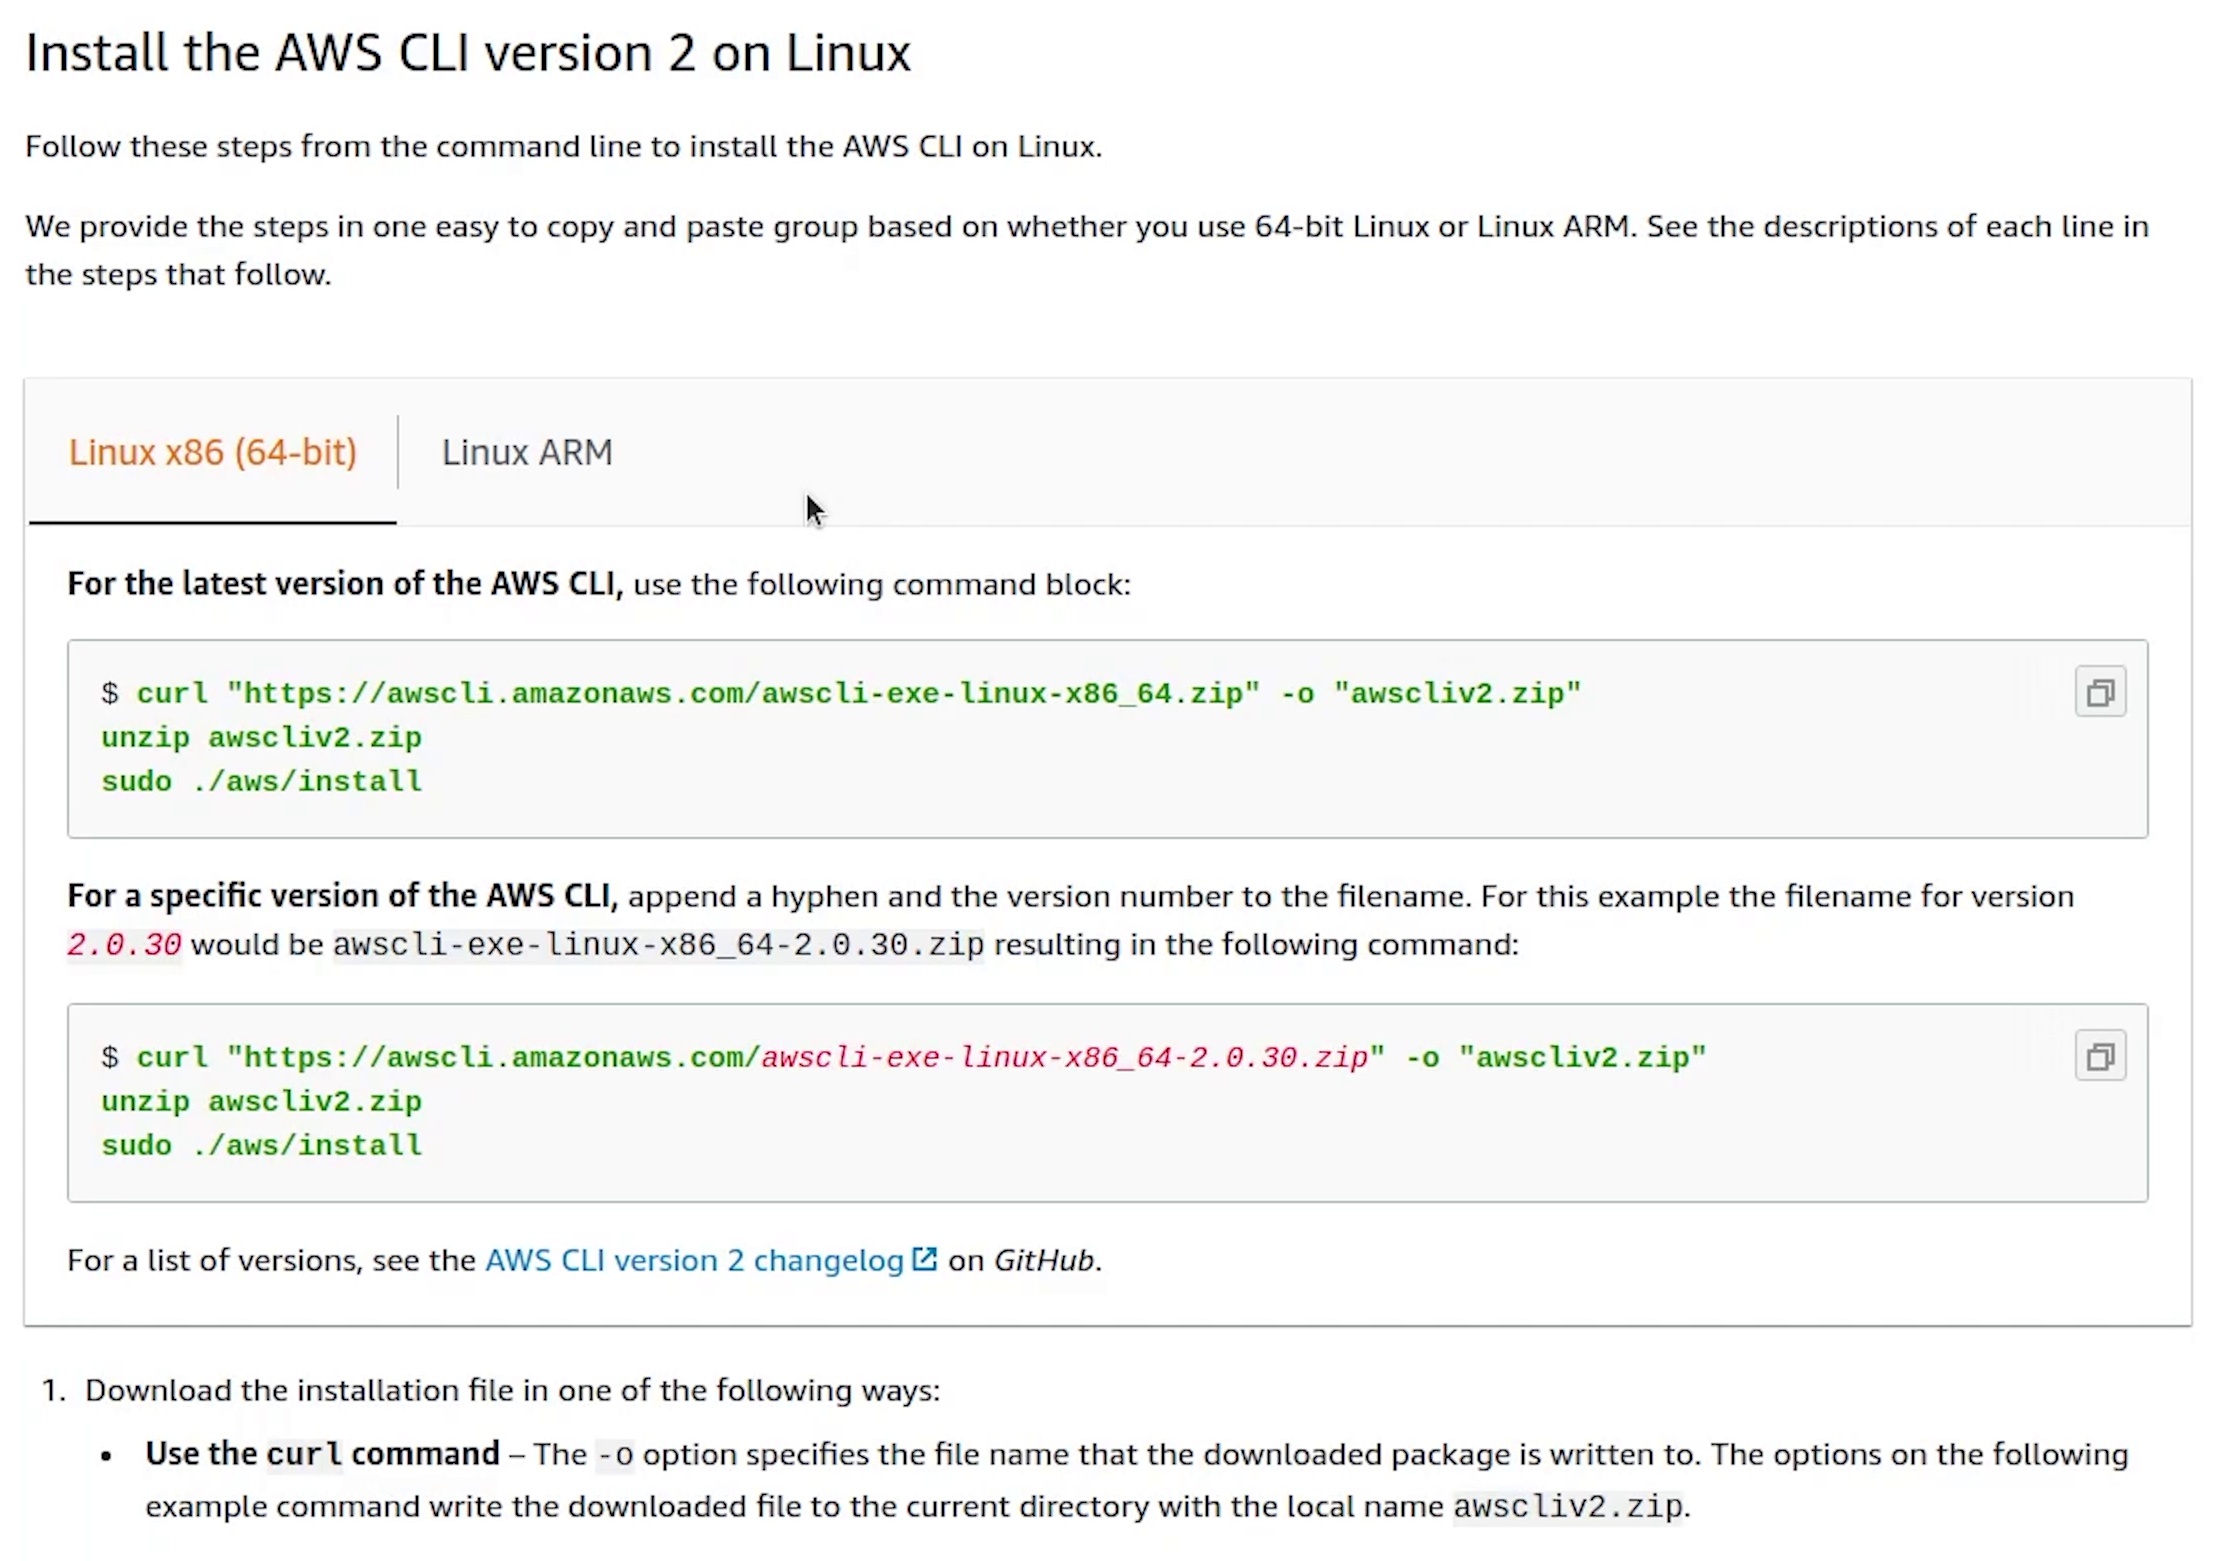 Install the AWS CLI version 2 on Linux
Follow these steps from the command line to install the AWS CLI on Linux.
We provide the steps in one easy to copy and paste group based on whether you use 64-bit Linux or Linux ARM. See the descriptions of each line in
the steps that follow.
Linux x86 (64-bit) Linux ARM
For the latest version of the AWS CLI, use the following command block:
$ curl "https://awscli.amazonaws.com/awscli-exe-linux-x86_64.zip" -o "awscliv2.zip"
unzip awscliv2.zip
sudo ./aws/install
For a specific version of the AWS CLI, append a hyphen and the version number to the filename. For this example the filename for version
2.0.30 would be awscli-exe-linux-x86_64-2.0.30.zip resulting in the following command:
$ curl "https://awscli.amazonaws.com/awscli-exe-linux-x86_64-2.0.30.zip" -o "awscliv2.zip"
unzip awscliv2.zip
sudo ./aws/install
For a list of versions, see the AWS CLI version 2 changelog on GitHub.
1. Download the installation file in one of the following ways:
• Use the curl command – The -o option specifies the file name that the downloaded package is written to. The options on the following
example command write the downloaded file to the current directory with the local name awscliv2.zip.